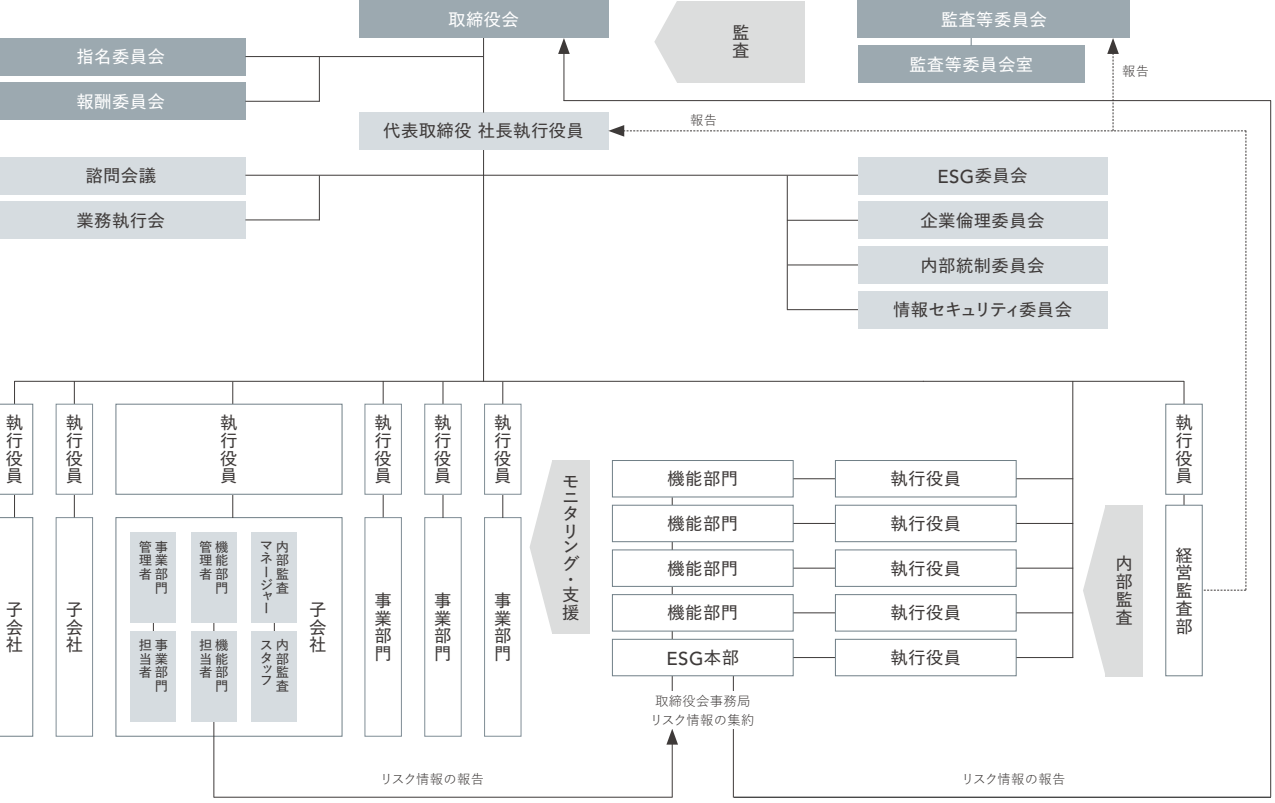 取締役会
監査
監査等委員会
監査等委員会室
指名委員会
報酬委員会
報告
代表取締役 社長執行役員
報告
諮問会議
業務執行会
ESG委員会
企業倫理委員会
内部統制委員会
情報セキュリティ委員会
執行役員
執行役員
執行役員
執行役員
執行役員
執行役員
執行役員
子会社
子会社
事業部門
管理者
機能部門
管理者
内部監査
マネージャー
事業部門
担当者
機能部門
担当者
内部監査
スタッフ
子会社
事業部門
事業部門
事業部門
モニタリング・支援
機能部門
執行役員
機能部門
執行役員
機能部門
執行役員
機能部門
執行役員
ESG本部
執行役員
内部監査
経営監査部
取締役会事務局
リスク情報の集約
リスク情報の報告
リスク情報の報告